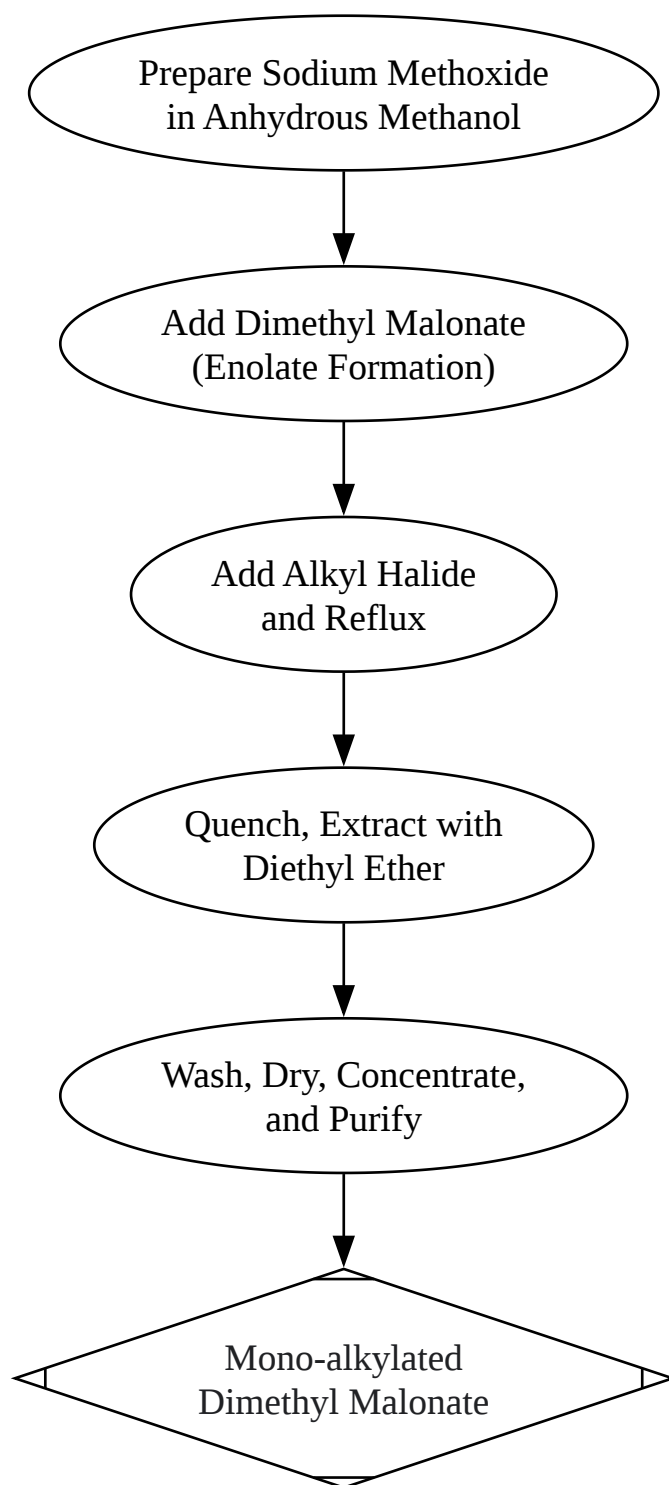 Prepare Sodium Methoxide
in Anhydrous Methanol
Add Dimethyl Malonate
(Enolate Formation)
Add Alkyl Halide
and Reflux
Quench, Extract with
Diethyl Ether
Wash, Dry, Concentrate,
and Purify
Mono-alkylated
Dimethyl Malonate